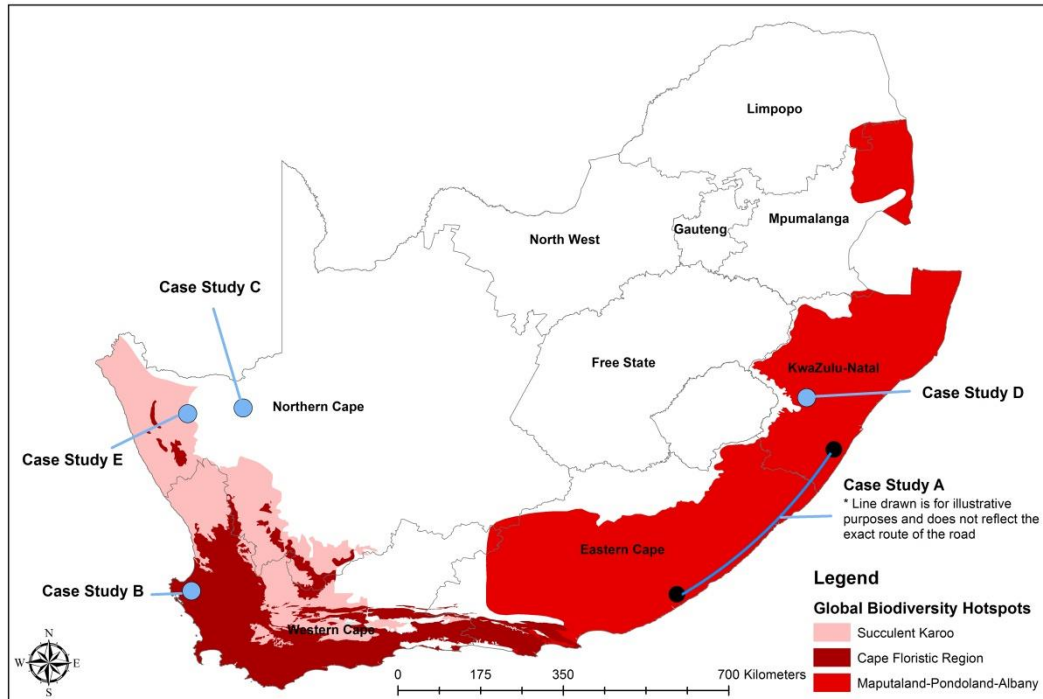 Limpopo
Mpumalanga
Gauteng
North West
Case Study C
Free State
KwaZulu-Natal
Northern Cape
Case Study D
Case Study E
Case Study A
* Line drawn is for illustrative
purposes and does not reflect the
exact route of the road
Eastern Cape
Case Study B
Western Cape
Legend
Global Biodiversity Hotspots
Succulent Karoo
Cape Floristic Region
Maputaland-Pondoland-Albany
N
W
E
S
0 175 350 700 Kilometers